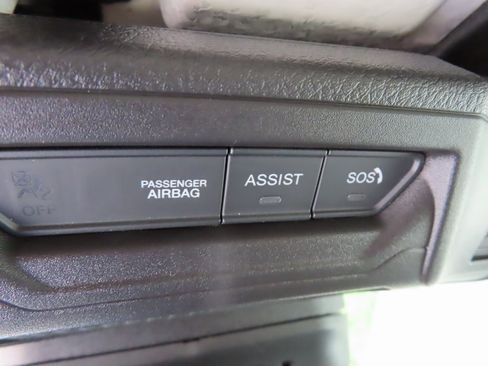 OFF
PASSENGER
AIRBAG
ASSIST
SOS